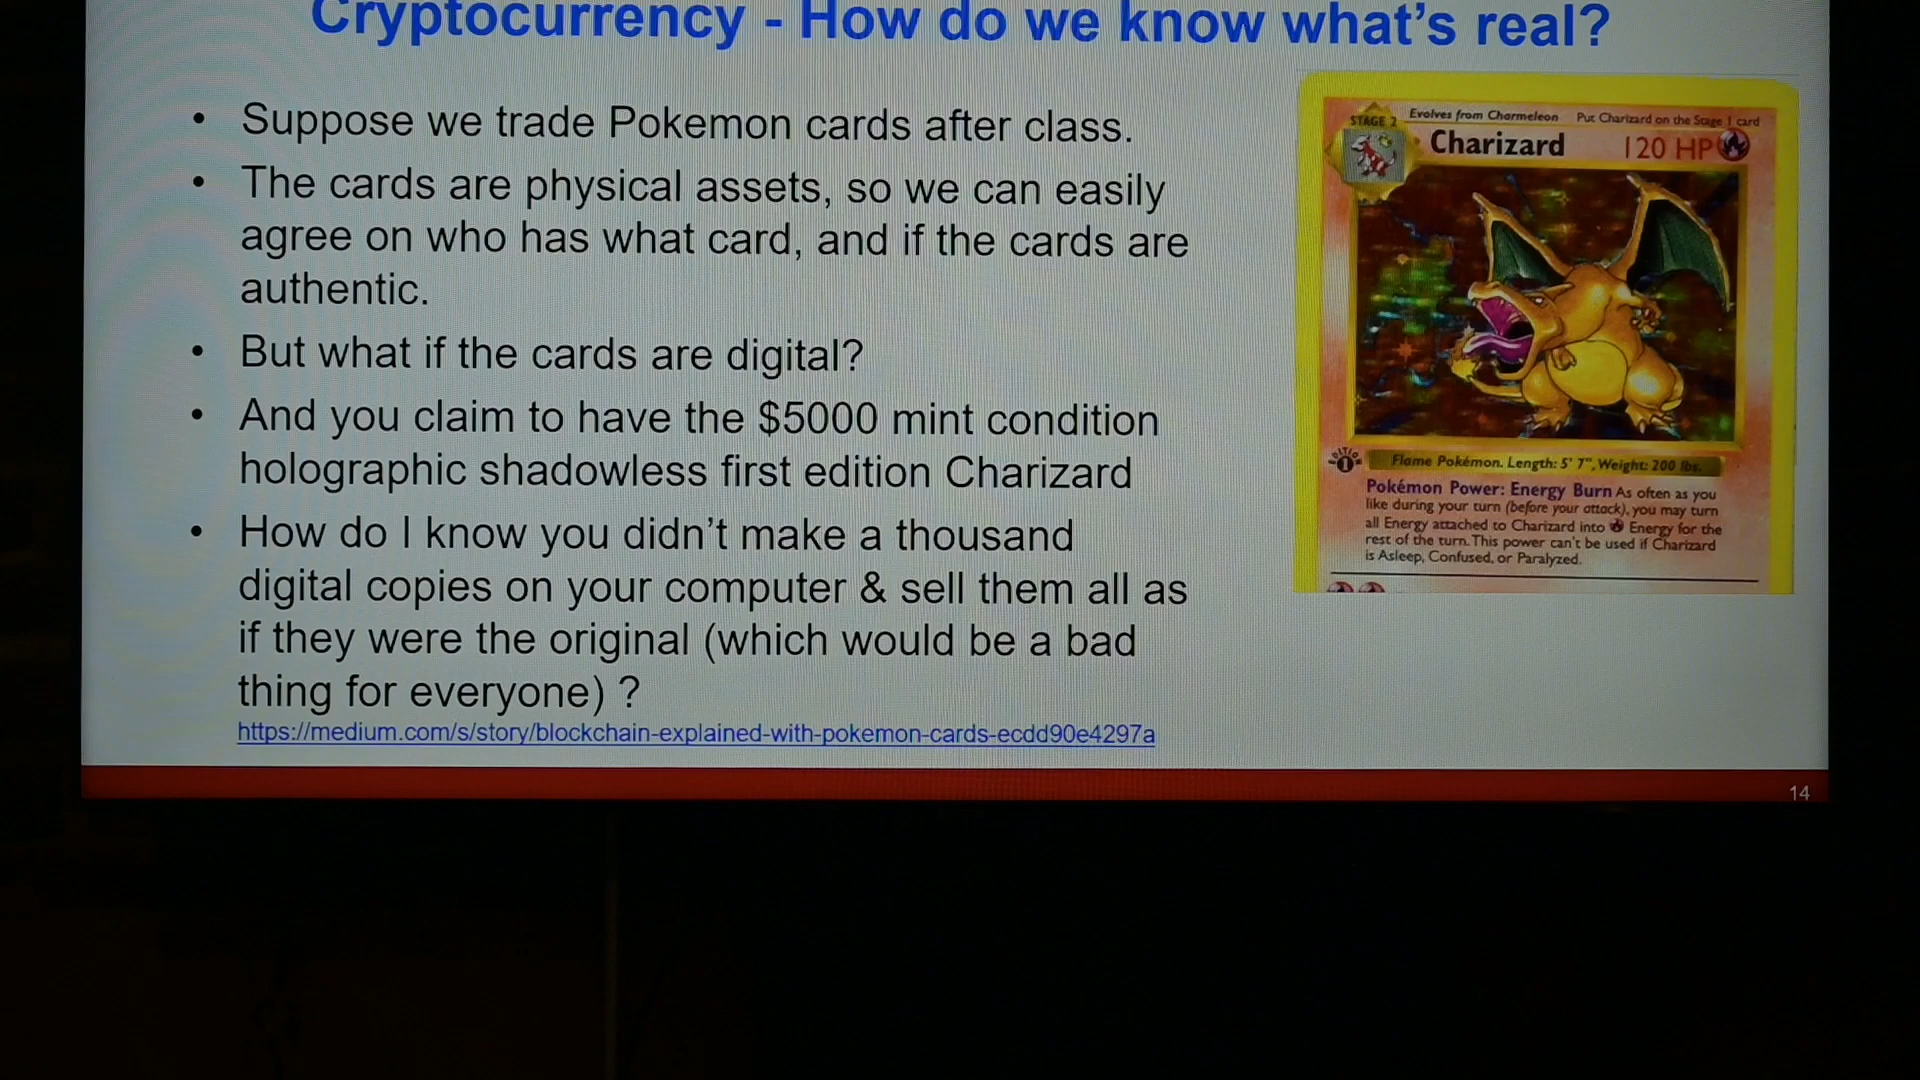 Cryptocurrency - How do we know what's real?
• Suppose we trade Pokemon cards after class.
• The cards are physical assets, so we can easily
agree on who has what card, and if the cards are
authentic.
• But what if the cards are digital?
• And you claim to have the $5000 mint condition
holographic shadowless first edition Charizard
• How do I know you didn't make a thousand
digital copies on your computer & sell them all as
if they were the original (which would be a bad
thing for everyone) ?
https://medium.com/s/story/blockchain-explained-with-pokemon-cards-ecdd90e4297a
STAGE 2 Evolves from Charmeleon Put Charizard on the Stage 1 card
Charizard 120 HP
EDITION 1
Flame Pokémon. Length: 5' 7", Weight: 200 lbs.
Pokémon Power: Energy Burn As often as you
like during your turn (before your attack), you may turn
all Energy attached to Charizard into Energy for the
rest of the turn. This power can't be used if Charizard
is Asleep, Confused, or Paralyzed.
14